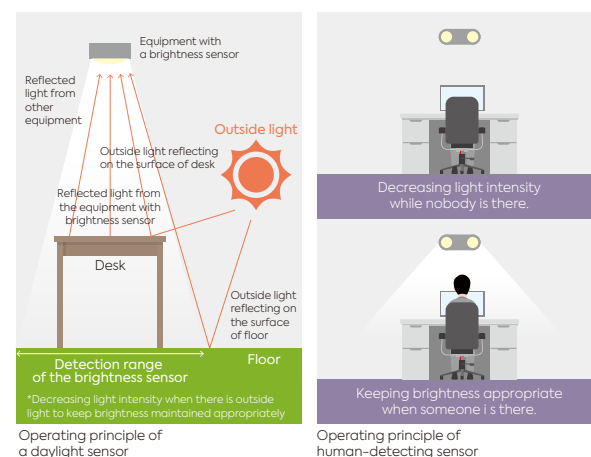 Equipment with
a brightness sensor
Reflected
light from
other
equipment
Outside light
Outside light reflecting
on the surface of desk
Reflected light from
the equipment with
brightness sensor
Desk
Outside light
reflecting on
the surface
of floor
Detection range
of the brightness sensor
Floor
*Decreasing light intensity when there is outside
light to keep brightness maintained appropriately
Operating principle of
a daylight sensor
Decreasing light intensity
while nobody is there.
Keeping brightness appropriate
when someone i s there.
Operating principle of
human-detecting sensor